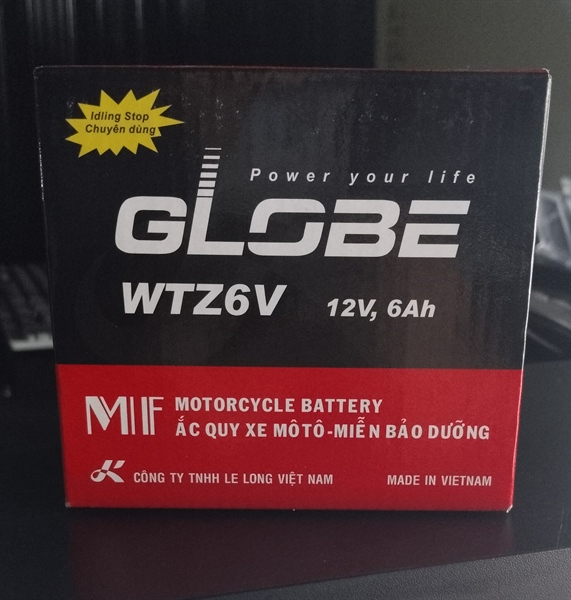 Idling Stop
Chuyên dùng
Power your life
GLOBE
WTZ6V 12V, 6Ah
MF MOTORCYCLE BATTERY
ẮC QUY XE MÔTÔ-MIỄN BẢO DƯỠNG
CÔNG TY TNHH LE LONG VIỆT NAM MADE IN VIETNAM